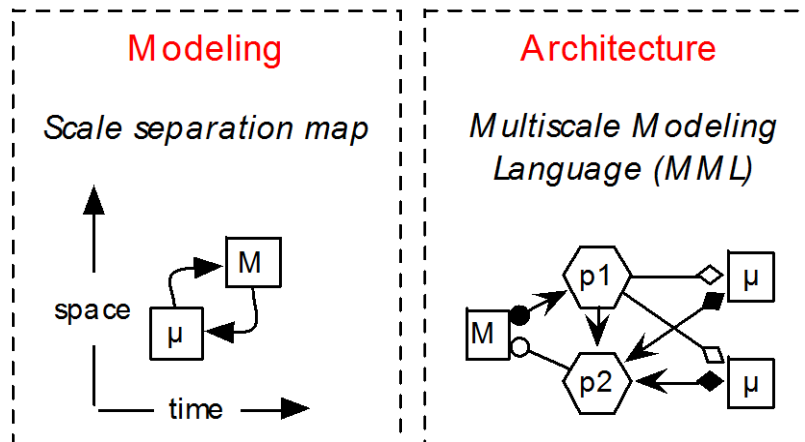 Modeling
Scale separation map
M
space
µ
time
Architecture
Multiscale Modeling
Language (MML)
p1
µ
M
p2
µ